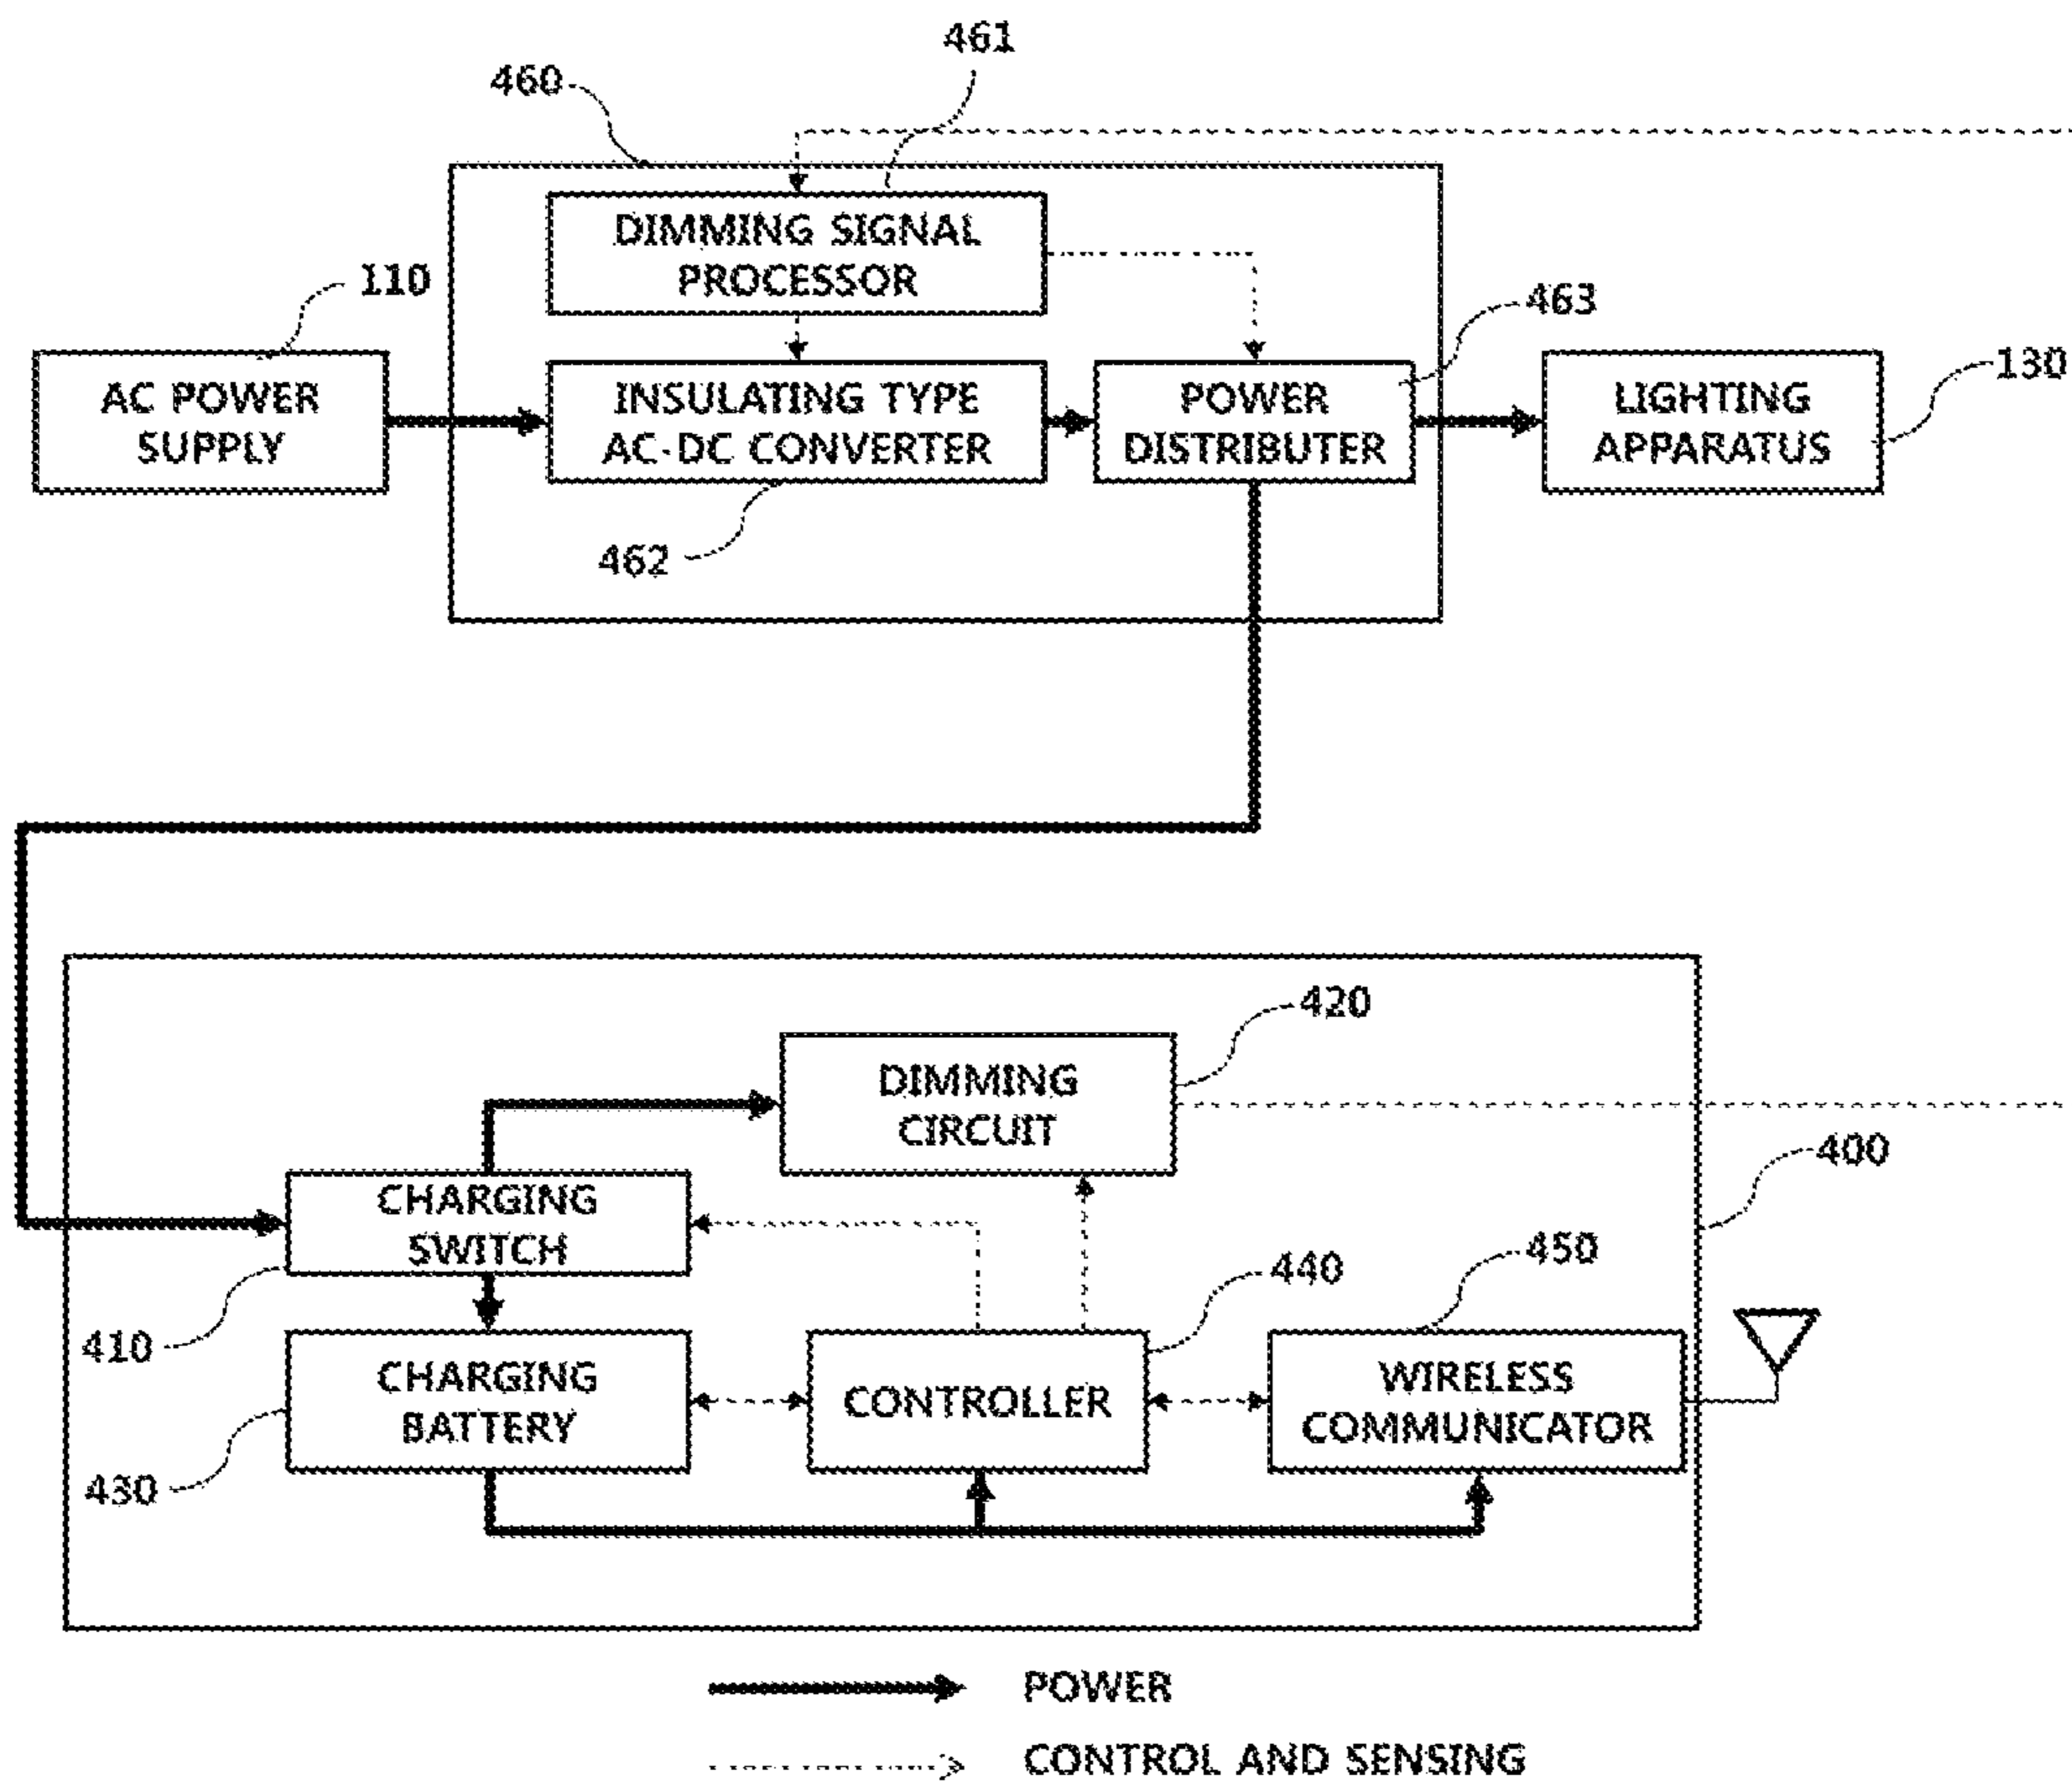 461
460
DIMMING SIGNAL
PROCESSOR
110
463
AC POWER
SUPPLY
INSULATING TYPE
AC-DC CONVERTER
POWER
DISTRIBUTER
LIGHTING
APPARATUS
130
462
420
DIMMING
CIRCUIT
400
CHARGING
SWITCH
450
440
410
CHARGING
BATTERY
CONTROLLER
WIRELESS
COMMUNICATOR
430
POWER
CONTROL AND SENSING